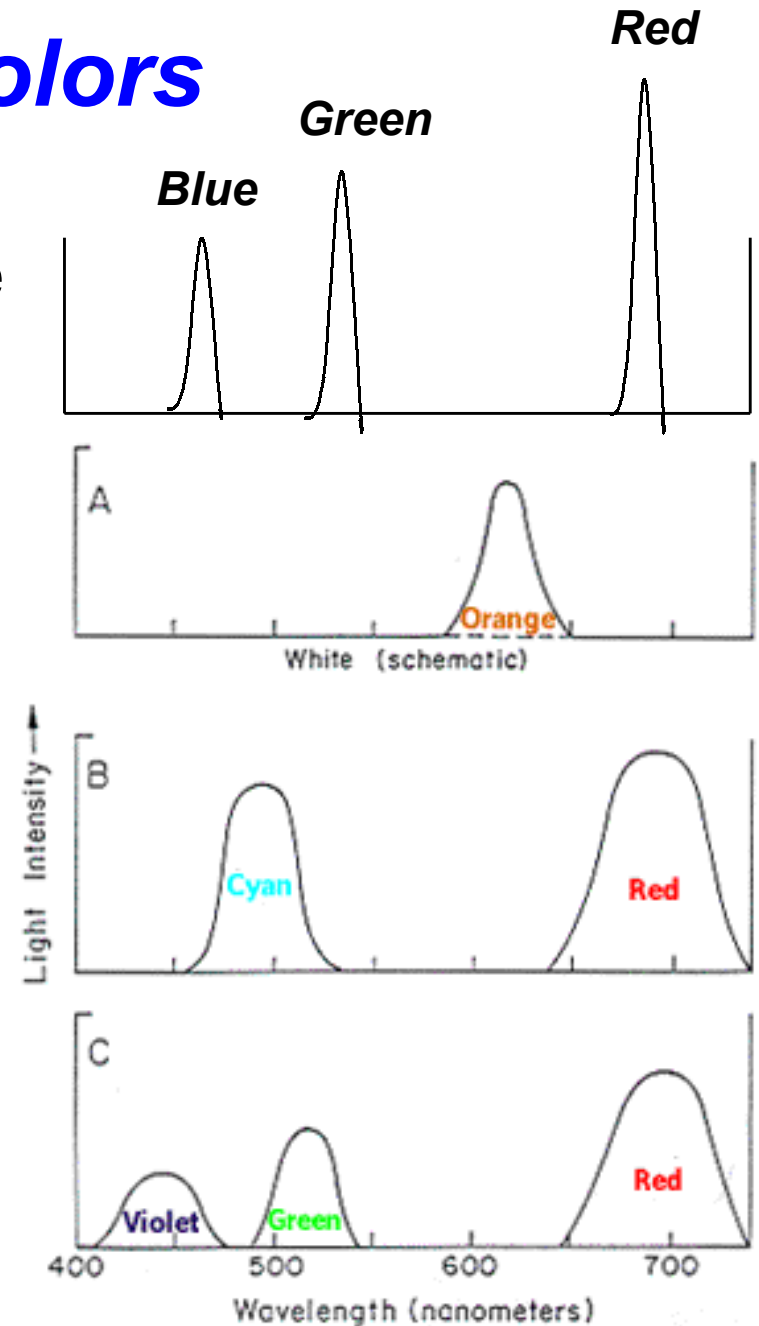 olors
Red
Green
Blue
e
A
Orange
White (schematic)
Light Intensity
B
Cyan
Red
C
Violet
Green
Red
400 500 600 700
Wavelength (nanometers)